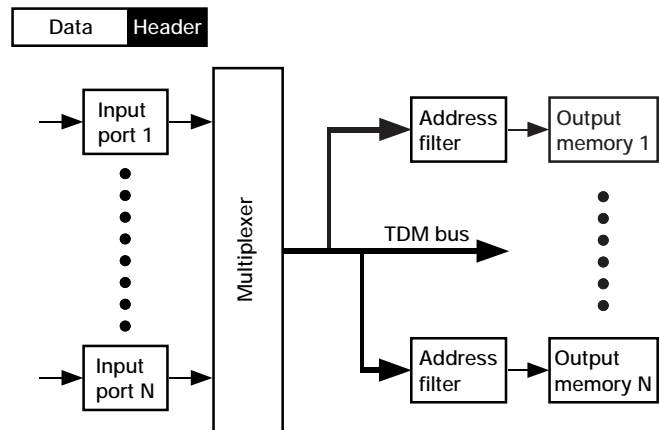 Data Header
Input
port 1
Multiplexer
Address
filter
Output
memory 1
TDM bus
Input
port N
Address
filter
Output
memory N